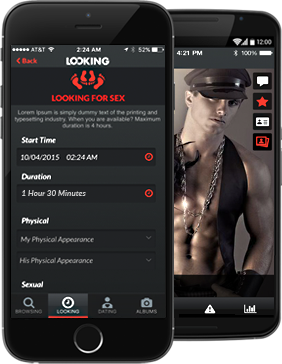 AT&T 2:24 AM 52%
Back LOOKING
LOOKING FOR SEX
Lorem Ipsum is simply dummy text of the printing and
typesetting industry. When you are available? Maximum
duration is 4 hours.
Start Time
10/04/2015 02:24 AM
Duration
1 Hour 30 Minutes
Physical
My Physical Appearance
His Physical Appearance
Sexual
BROWSING LOOKING DATING ALBUMS
12:00
4:21 PM 100%